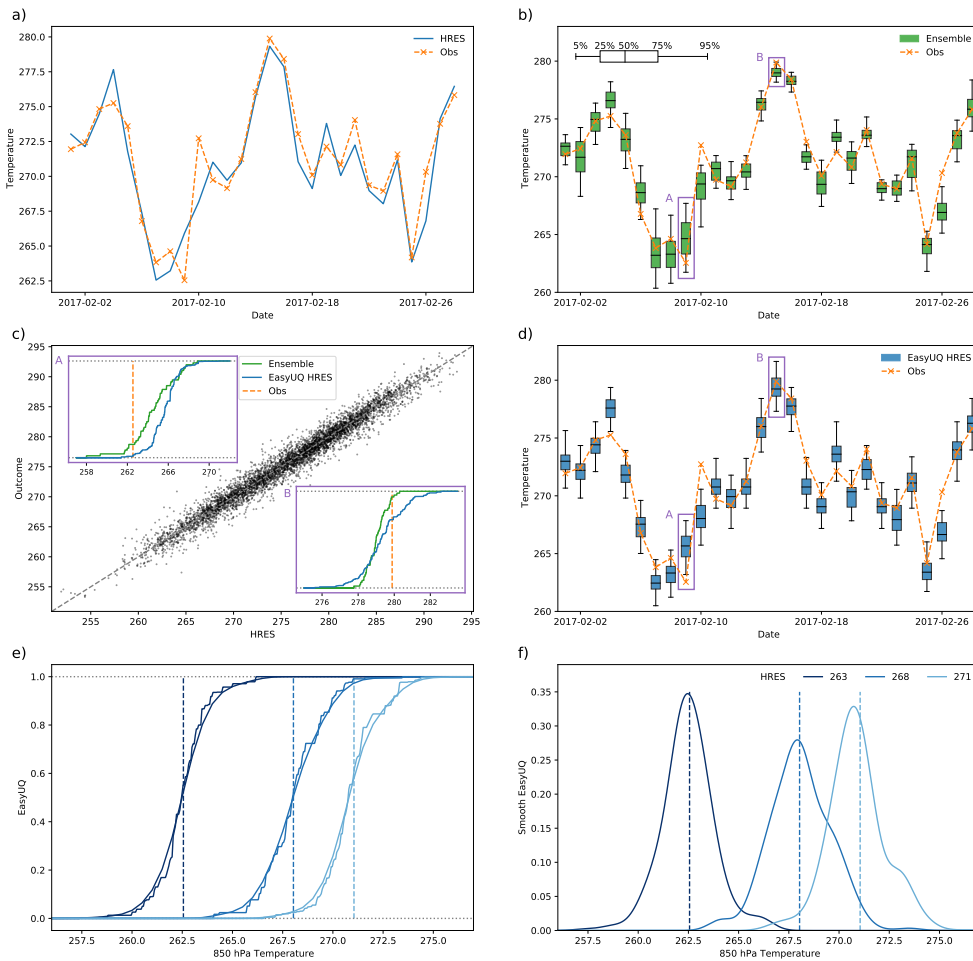 a)
280.0
277.5
275.0
272.5
270.0
267.5
265.0
262.5
Temperature
HRES
Obs
2017-02-02
2017-02-10
2017-02-18
2017-02-26
Date
b)
5%
25%
50%
75%
95%
B
Ensemble
Obs
280
275
270
265
260
Temperature
A
2017-02-02
2017-02-10
2017-02-18
2017-02-26
Date
c)
295
290
285
280
275
270
265
260
255
Outcome
A
258
262
266
270
Ensemble
EasyUQ HRES
Obs
B
276
278
280
282
255
260
265
270
275
280
285
290
295
HRES
d)
B
EasyUQ HRES
Obs
280
275
270
265
260
Temperature
A
2017-02-02
2017-02-10
2017-02-18
2017-02-26
Date
e)
1.0
0.8
0.6
0.4
0.2
0.0
EasyUQ
260.0
262.5
265.0
267.5
270.0
272.5
275.0
850 hPa Temperature
f)
HRES
263
268
271
0.35
0.30
0.25
0.20
0.15
0.10
0.05
0.00
Smooth EasyUQ
257.5
260.0
262.5
265.0
267.5
270.0
272.5
275.0
850 hPa Temperature